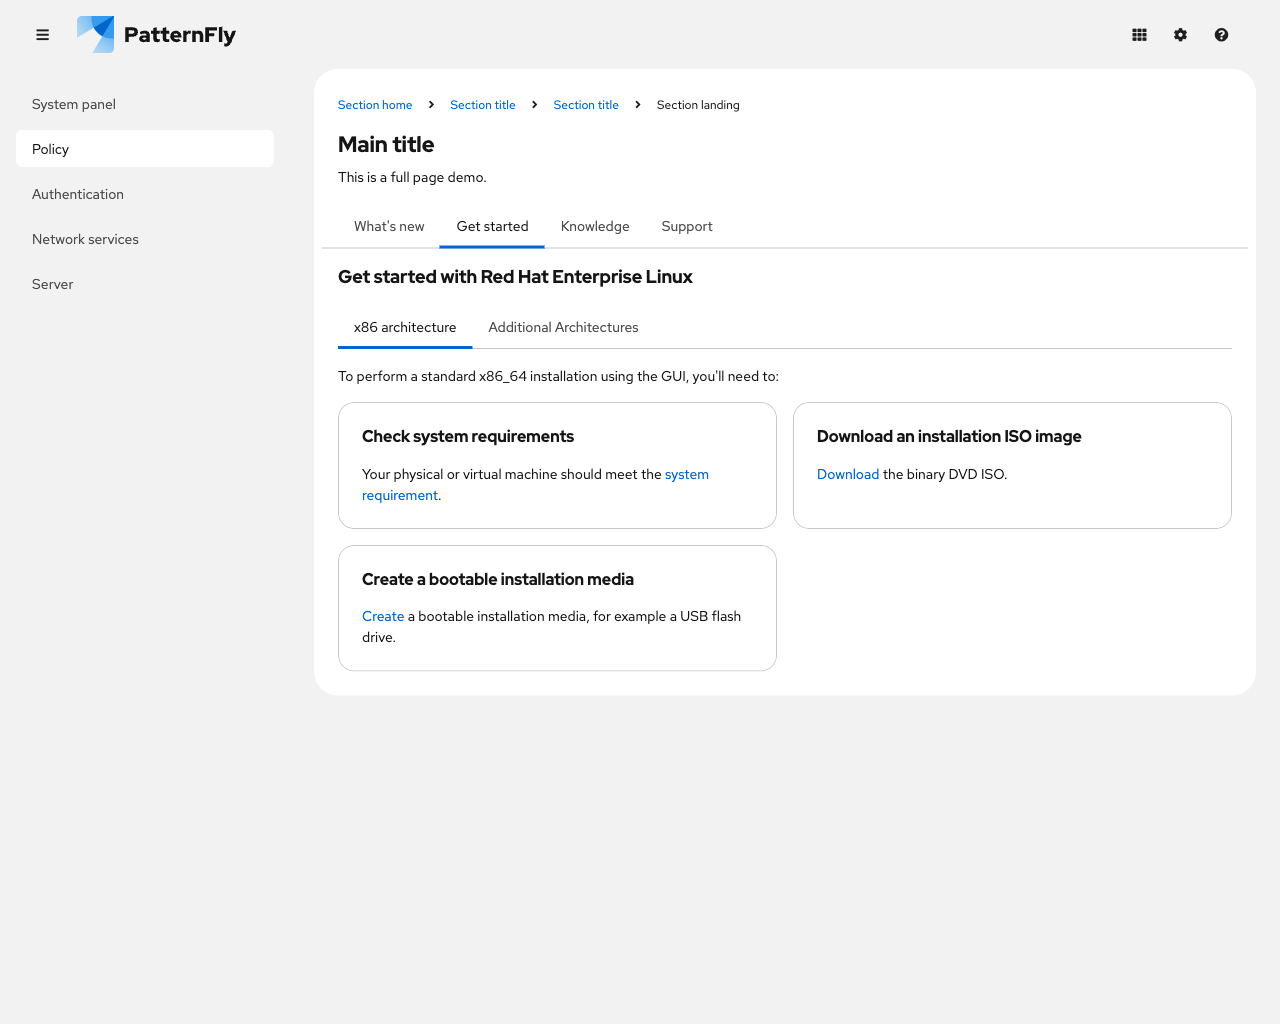 PatternFly
System panel
Policy
Authentication
Network services
Server
Section home
Section title
Section title
Section landing
Main title
This is a full page demo.
What's new
Get started
Knowledge
Support
Get started with Red Hat Enterprise Linux
x86 architecture
Additional Architectures
To perform a standard x86_64 installation using the GUI, you'll need to:
Check system requirements
Your physical or virtual machine should meet the system
requirement.
Download an installation ISO image
Download the binary DVD ISO.
Create a bootable installation media
Create a bootable installation media, for example a USB flash
drive.